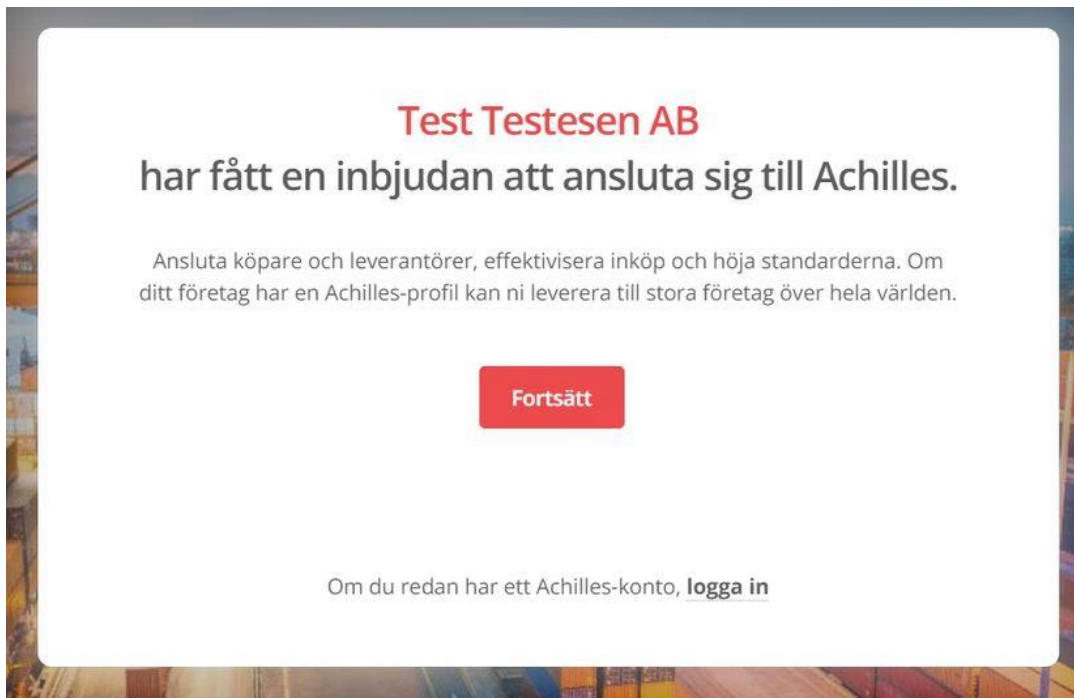 Test Testesen AB
har fått en inbjudan att ansluta sig till Achilles.
Ansluta köpare och leverantörer, effektivisera inköp och höja standarderna. Om
ditt företag har en Achilles-profil kan ni leverera till stora företag över hela världen.
Fortsätt
Om du redan har ett Achilles-konto, logga in